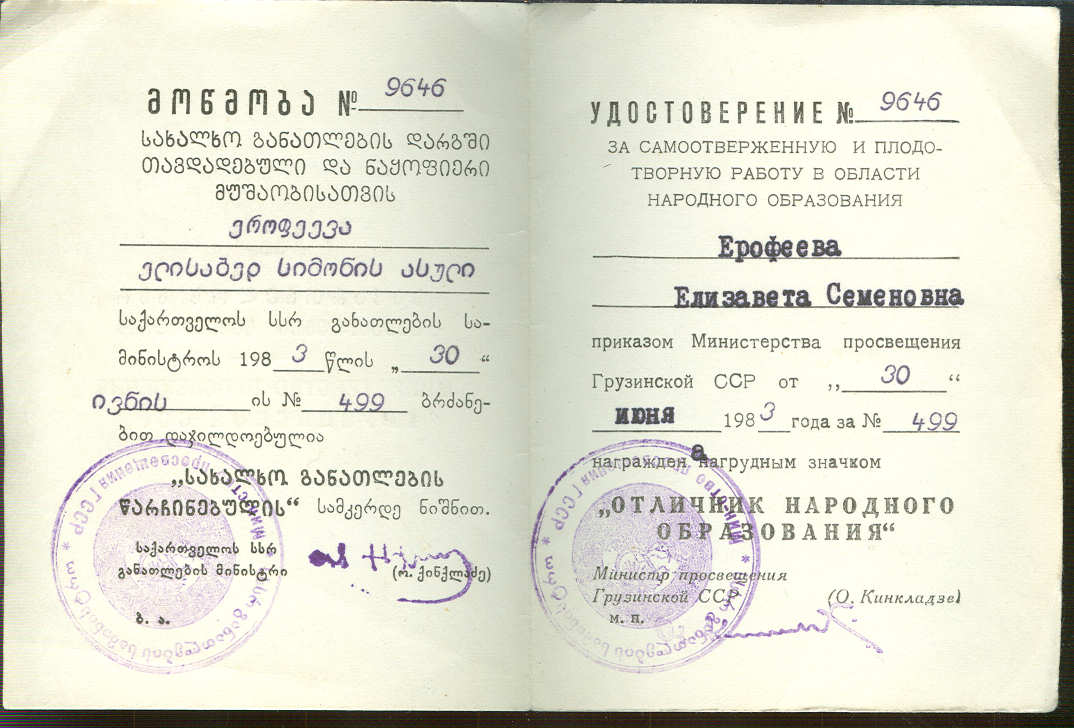 მოწმობა № 9646
სახალხო განათლების დარგში
თავდადებული და ნაყოფიერი
მუშაობისათვის
ეროფეევა
ელისაბედ სიმონის ასული
საქართველოს სსრ განათლების სა-
მინისტროს 1983 წლის „30“
ივნის ის № 499 ბრძანე-
ბით დაჯილდოებულია
„სახალხო განათლების
წარჩინებულის“ სამკერდე ნიშნით.
საქართველოს სსრ
განათლების მინისტრი (ო. ქინქლაძე)
ბ. ა.
УДОСТОВЕРЕНИЕ № 9646
ЗА САМООТВЕРЖЕННУЮ И ПЛОДО-
ТВОРНУЮ РАБОТУ В ОБЛАСТИ
НАРОДНОГО ОБРАЗОВАНИЯ
Ерофеева
Елизавета Семеновна
приказом Министерства просвещения
Грузинской ССР от „30“
июня 1983 года за № 499
награждена нагрудным значком
„ОТЛИЧНИК НАРОДНОГО
ОБРАЗОВАНИЯ“
Министр просвещения
Грузинской ССР (О. Кинкладзе)
м. п.